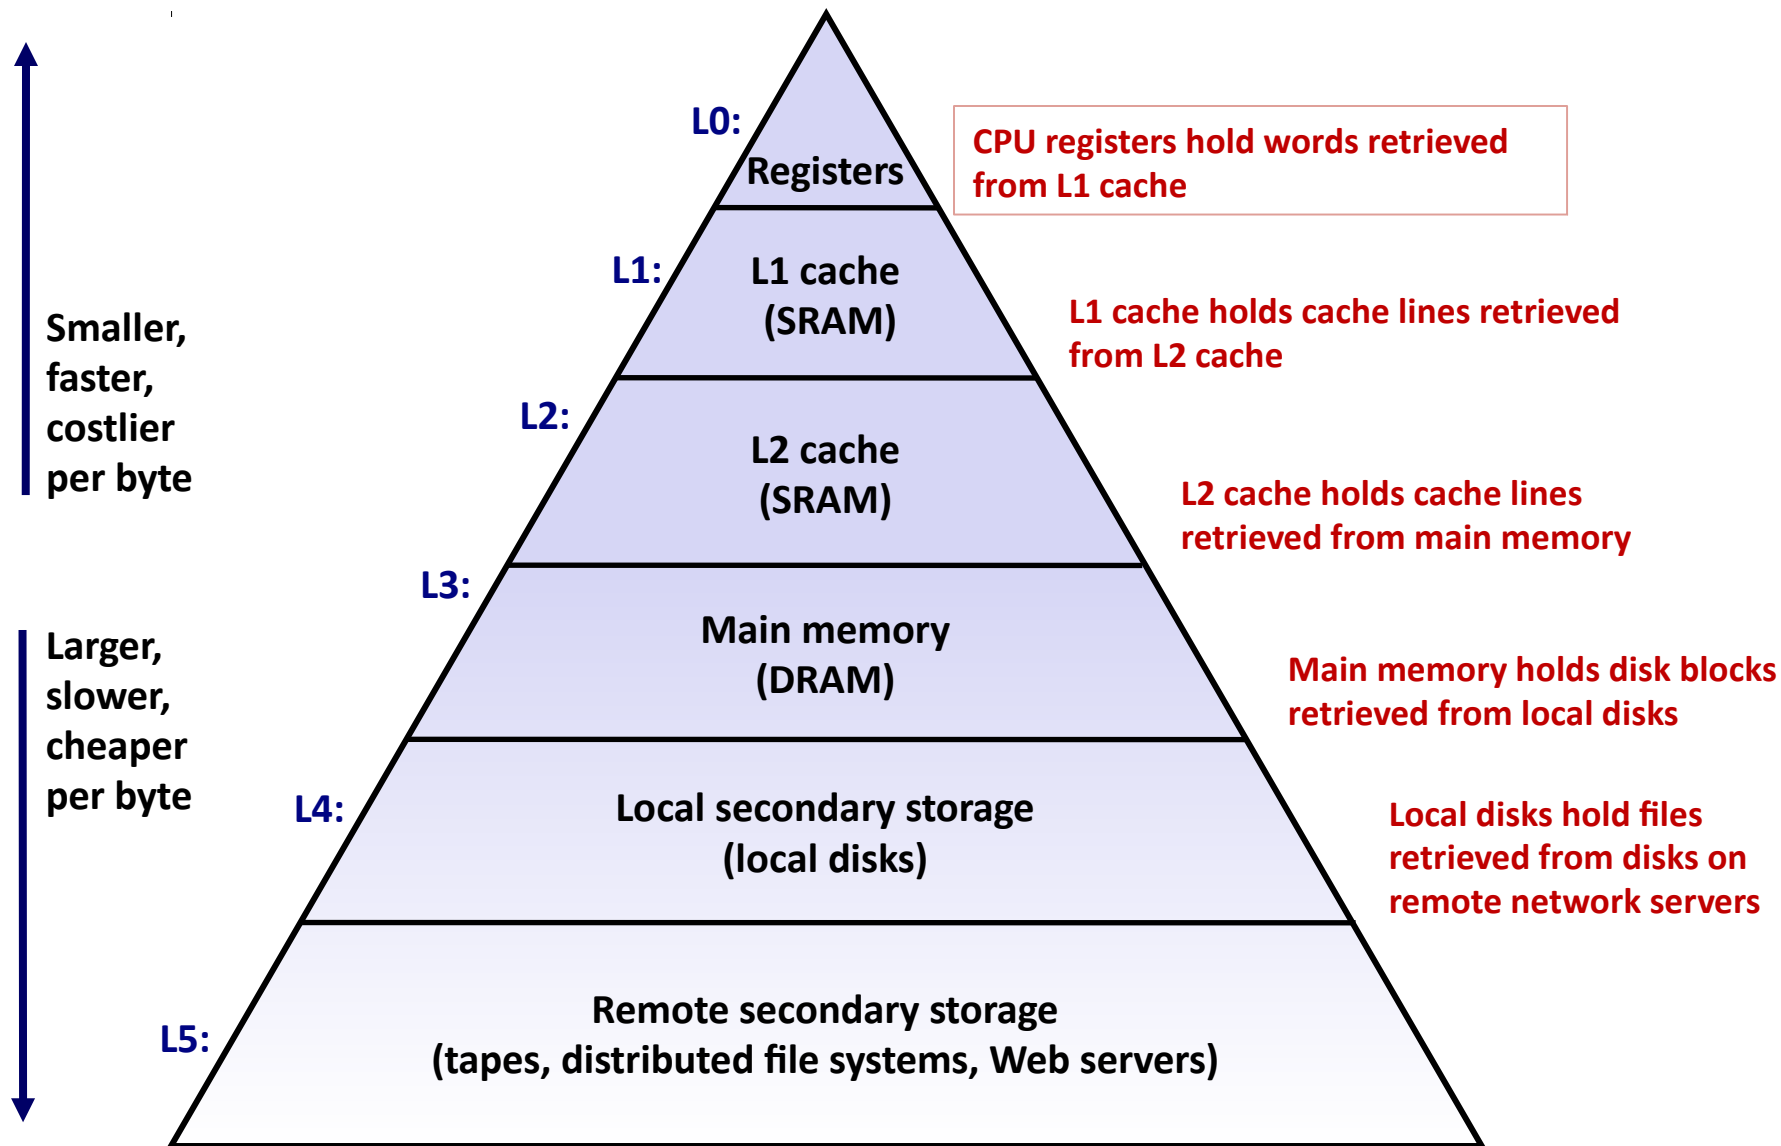 L0:
Registers
CPU registers hold words retrieved
from L1 cache
L1:
L1 cache
(SRAM)
L1 cache holds cache lines retrieved
from L2 cache
Smaller,
faster,
costlier
per byte
L2:
L2 cache
(SRAM)
L2 cache holds cache lines
retrieved from main memory
L3:
Main memory
(DRAM)
Main memory holds disk blocks
retrieved from local disks
Larger,
slower,
cheaper
per byte
L4:
Local secondary storage
(local disks)
Local disks hold files
retrieved from disks on
remote network servers
L5:
Remote secondary storage
(tapes, distributed file systems, Web servers)